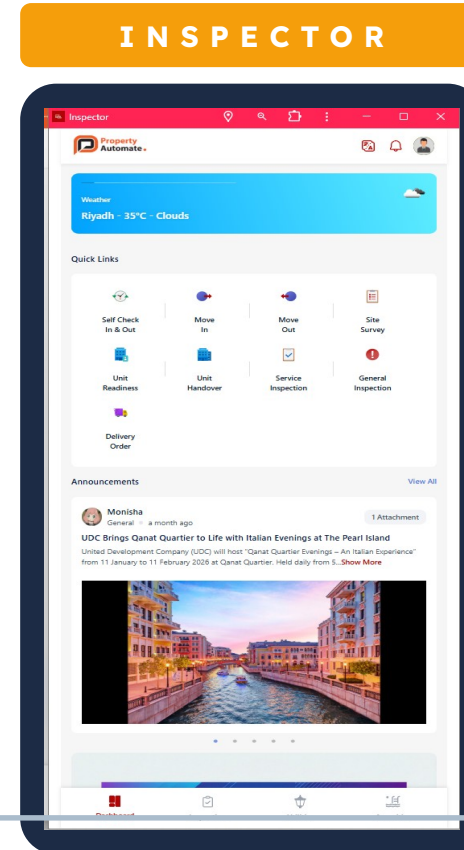 INSPECTOR
Inspector
Property
Automate.
Weather
Riyadh - 35°C - Clouds
Quick Links
Self Check
In & Out
Move
In
Move
Out
Site
Survey
Unit
Readiness
Unit
Handover
Service
Inspection
General
Inspection
Delivery
Order
Announcements
View All
Monisha
General a month ago
1 Attachment
UDC Brings Qanat Quartier to Life with Italian Evenings at The Pearl Island
United Development Company (UDC) will host "Qanat Quartier Evenings – An Italian Experience"
from 11 January to 11 February 2026 at Qanat Quartier. Held daily from 5...Show More
Dashboard